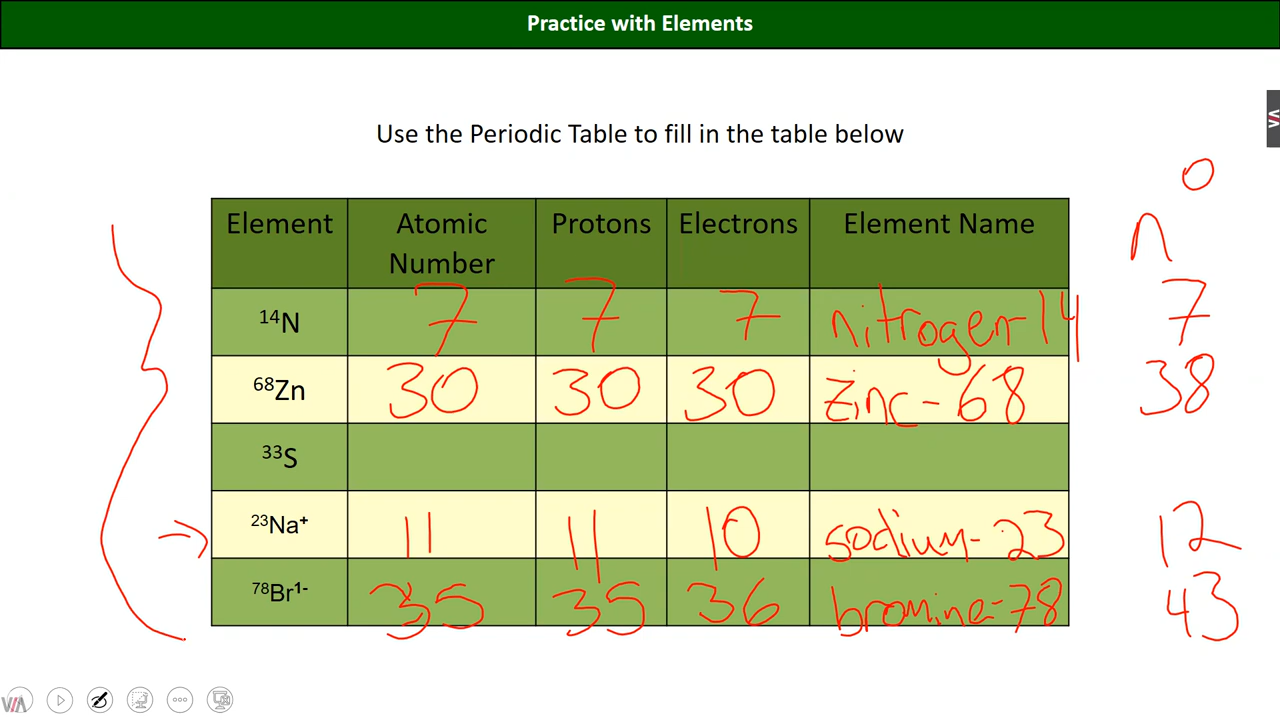 Practice with Elements
Use the Periodic Table to fill in the table below
n⁰
Element Atomic Number Protons Electrons Element Name
¹⁴N 7 7 7 nitrogen-14 7
⁶⁸Zn 30 30 30 zinc-68 38
³³S
²³Na⁺ 11 11 10 sodium-23 12
⁷⁸Br¹⁻ 35 35 36 bromine-78 43